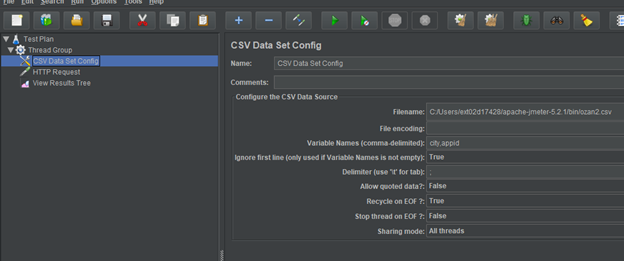 File Edit Search Run Options Tools Help
Test Plan
Thread Group
CSV Data Set Config
HTTP Request
View Results Tree
CSV Data Set Config
Name: CSV Data Set Config
Comments:
Configure the CSV Data Source
Filename: C:/Users/ext02d17428/apache-jmeter-5.2.1/bin/ozan2.csv
File encoding:
Variable Names (comma-delimited): city,appid
Ignore first line (only used if Variable Names is not empty): True
Delimiter (use '\t' for tab): ;
Allow quoted data?: False
Recycle on EOF ?: True
Stop thread on EOF ?: False
Sharing mode: All threads